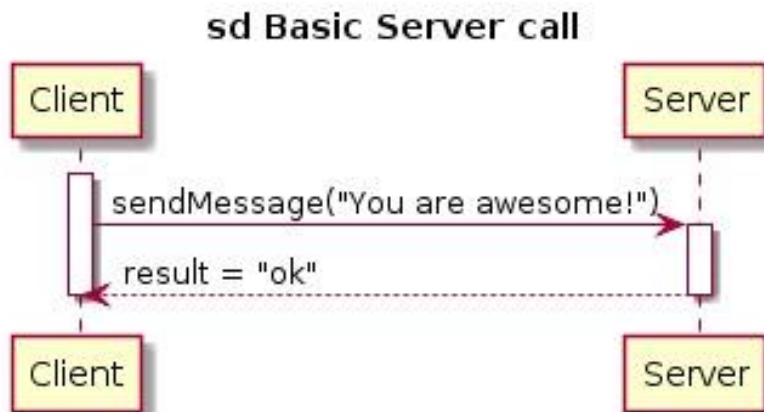 sd Basic Server call
Client Server
sendMessage("You are awesome!")
result = "ok"
Client Server